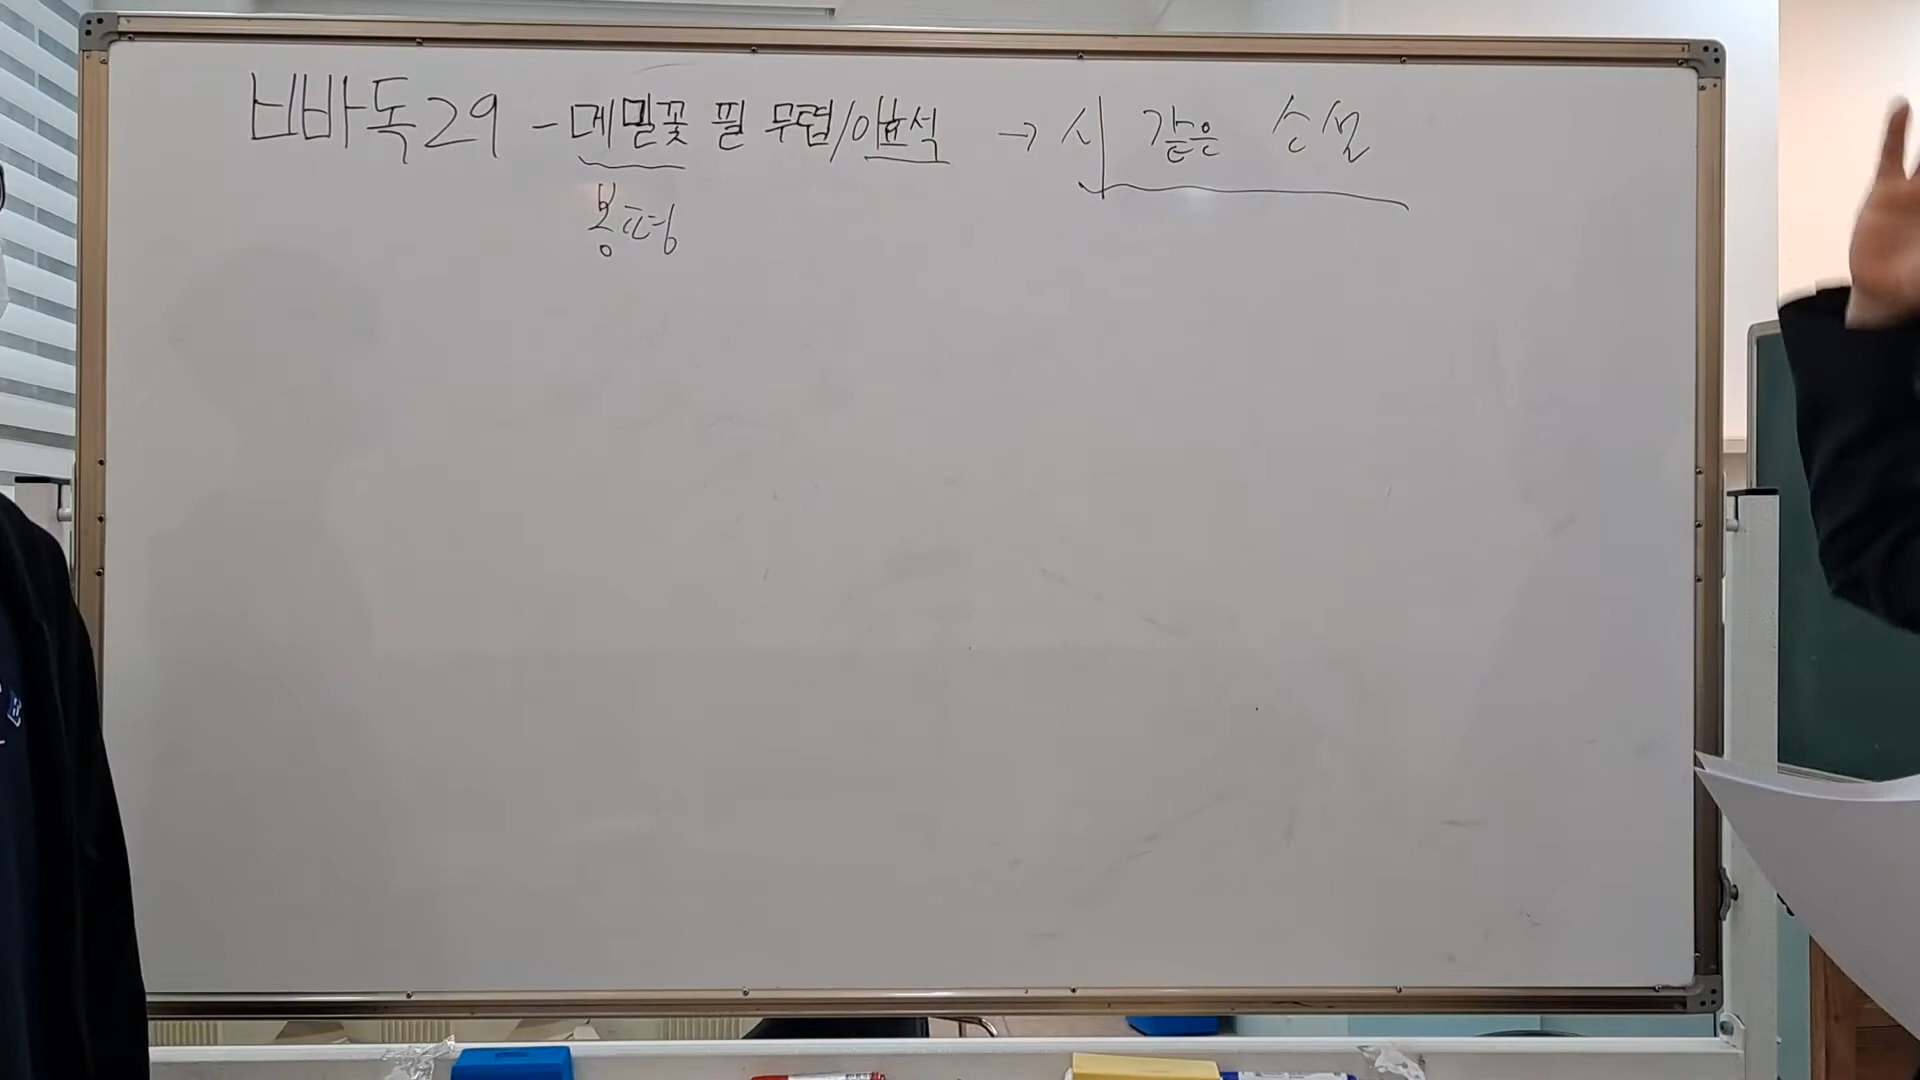 비바독29 - 메밀꽃 필 무렵/이효석 → 시 같은 소설
봉평